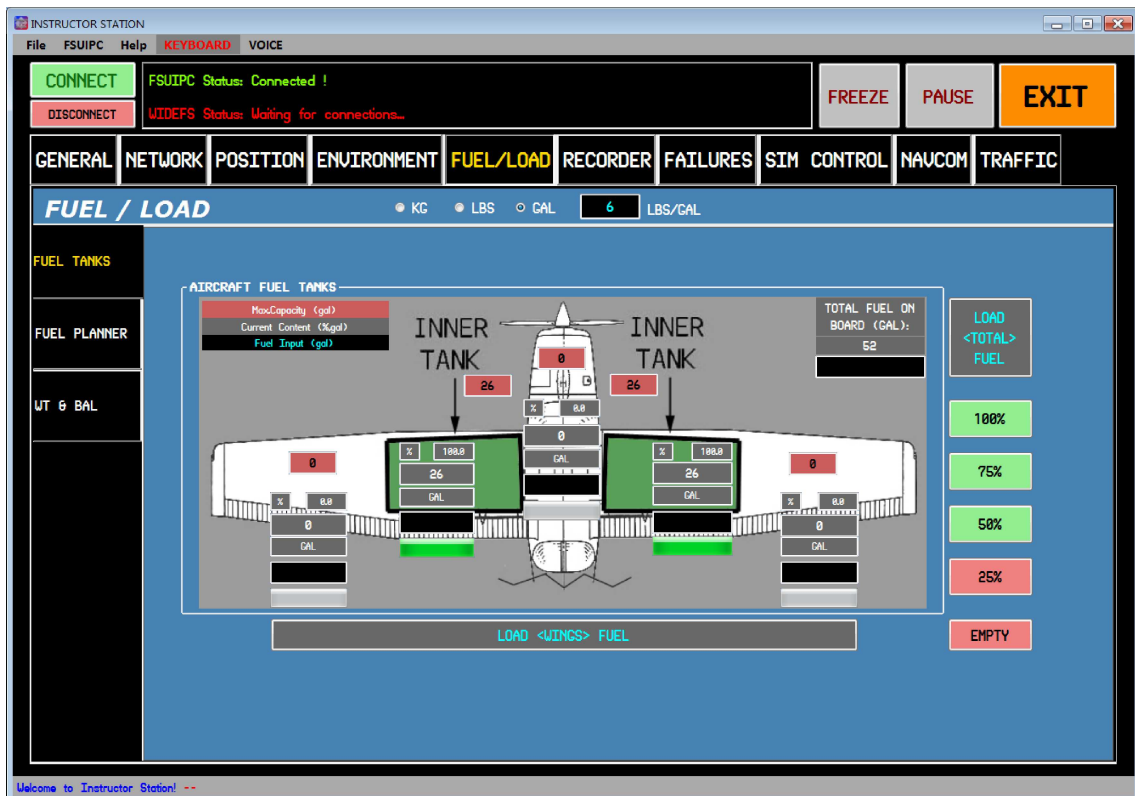 INSTRUCTOR STATION
File FSUIPC Help KEYBOARD VOICE
CONNECT
DISCONNECT
FSUIPC Status: Connected !
WIDEFS Status: Waiting for connections...
FREEZE
PAUSE
EXIT
GENERAL NETWORK POSITION ENVIRONMENT FUEL/LOAD RECORDER FAILURES SIM CONTROL NAVCOM TRAFFIC
FUEL / LOAD
KG LBS GAL 6 LBS/GAL
FUEL TANKS
FUEL PLANNER
WT & BAL
AIRCRAFT FUEL TANKS
Max.Capacity (gal)
Current Content (%,gal)
Fuel Input (gal)
INNER
TANK
INNER
TANK
TOTAL FUEL ON
BOARD (GAL):
52
0
26
26
% 0.0
0
GAL
0
% 100.0
26
GAL
% 100.0
26
GAL
0
% 0.0
0
GAL
% 0.0
0
GAL
LOAD
<TOTAL>
FUEL
100%
75%
50%
25%
EMPTY
LOAD <WINGS> FUEL
Welcome to Instructor Station! --